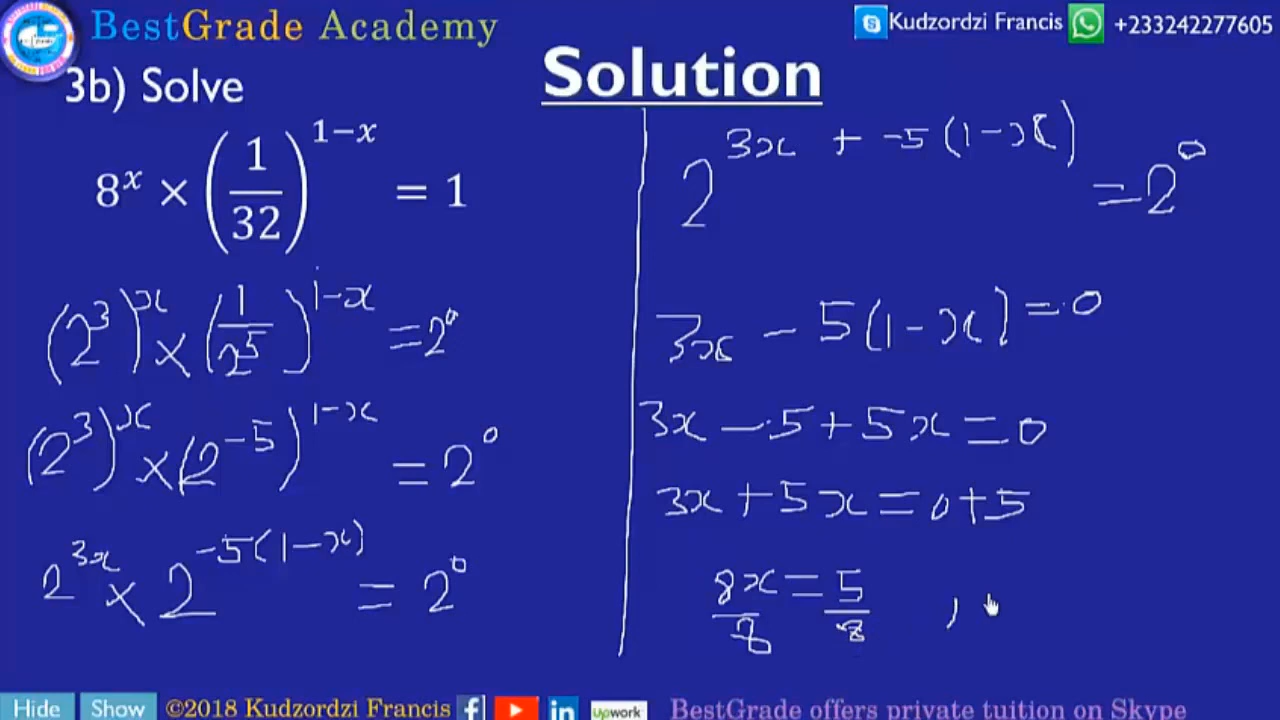 BestGrade Academy
Kudzordzi Francis +233242277605
3b) Solve
8^x × (1/32)^(1−x) = 1
(2^3)^x × (1/2^5)^(1−x) = 2^0
(2^3)^x × (2^−5)^(1−x) = 2^0
2^3x × 2^−5(1−x) = 2^0
Solution
2^(3x + −5(1−x)) = 2^0
3x − 5(1−x) = 0
3x − 5 + 5x = 0
3x + 5x = 0 + 5
8x/8 = 5/8 ,
Hide Show ©2018 Kudzordzi Francis f in Upwork BestGrade offers private tuition on Skype